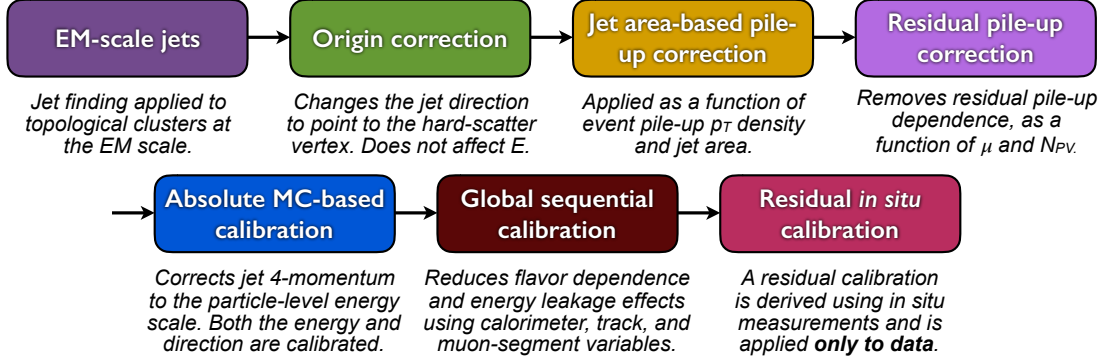 EM-scale jets
Jet finding applied to
topological clusters at
the EM scale.
Origin correction
Changes the jet direction
to point to the hard-scatter
vertex. Does not affect E.
Jet area-based pile-
up correction
Applied as a function of
event pile-up pT density
and jet area.
Residual pile-up
correction
Removes residual pile-up
dependence, as a
function of μ and NPV.
Absolute MC-based
calibration
Corrects jet 4-momentum
to the particle-level energy
scale. Both the energy and
direction are calibrated.
Global sequential
calibration
Reduces flavor dependence
and energy leakage effects
using calorimeter, track, and
muon-segment variables.
Residual in situ
calibration
A residual calibration
is derived using in situ
measurements and is
applied only to data.